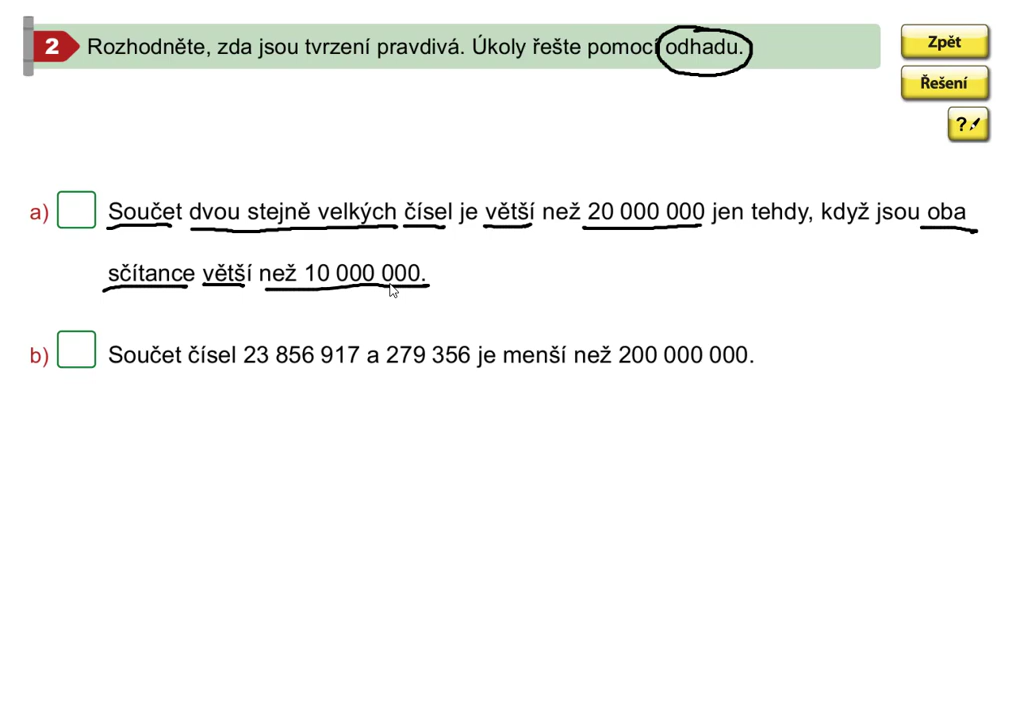 2 Rozhodněte, zda jsou tvrzení pravdivá. Úkoly řešte pomocí odhadu.
Zpět
Řešení
?
a) Součet dvou stejně velkých čísel je větší než 20 000 000 jen tehdy, když jsou oba
sčítance větší než 10 000 000.
b) Součet čísel 23 856 917 a 279 356 je menší než 200 000 000.